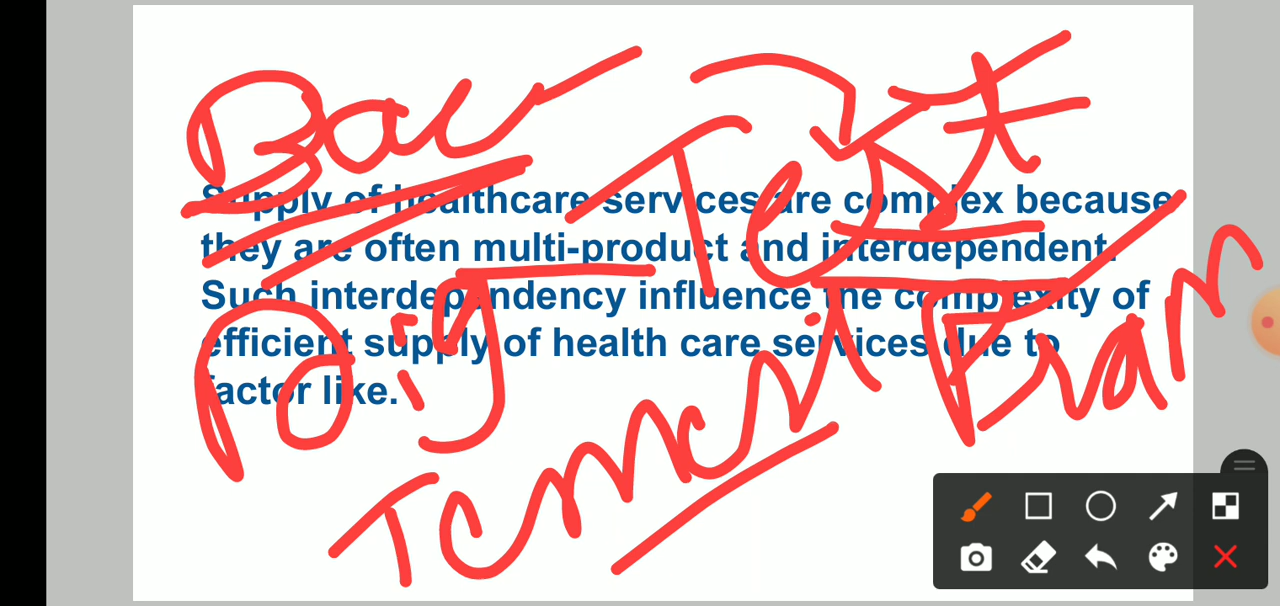 Text
Supply of healthcare services are complex because
they are often multi-product and interdependent.
Such interdependency influence the complexity of
efficient supply of health care services due to
factor like.